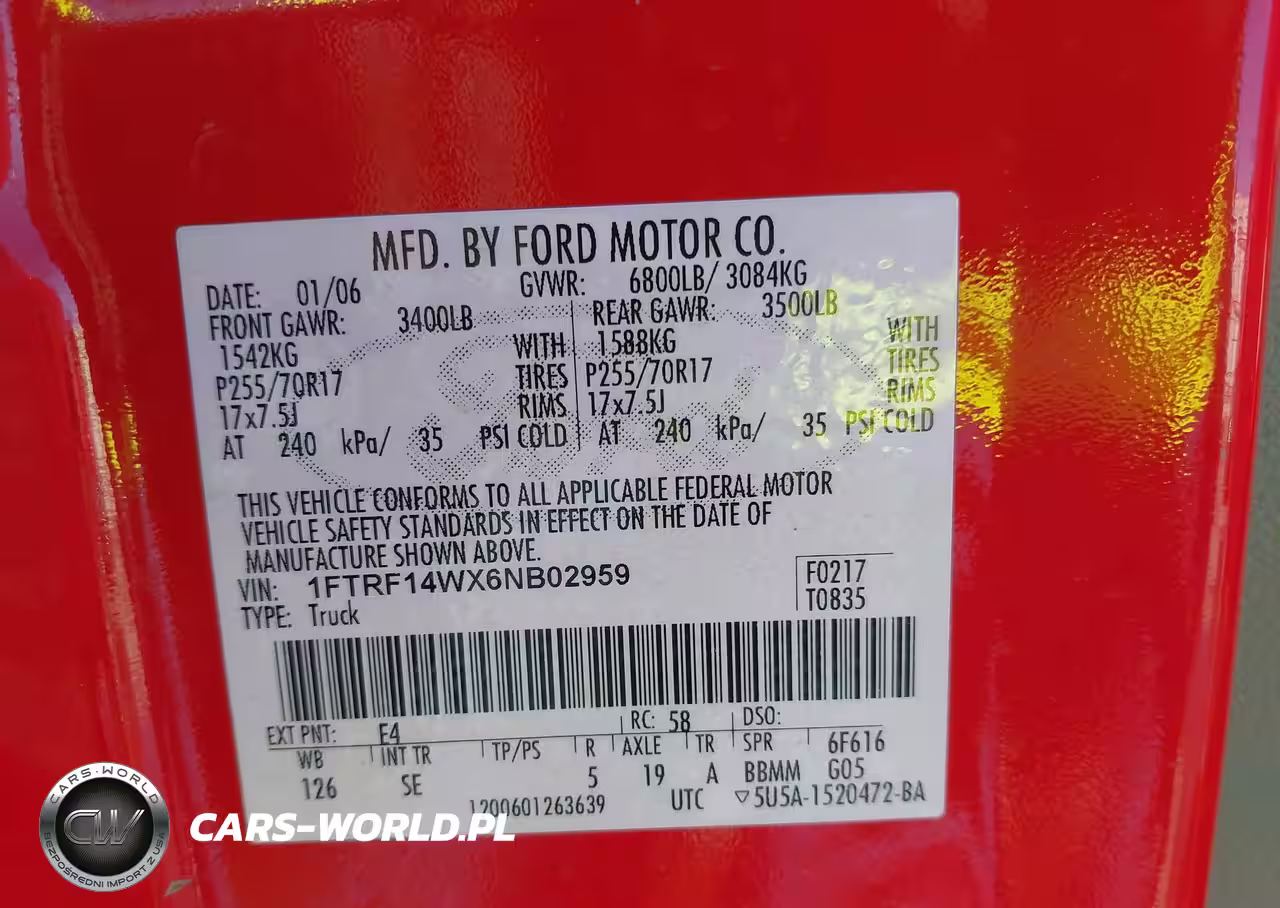 MFD. BY FORD MOTOR CO.
DATE: 01/06 GVWR: 6800LB/ 3084KG
FRONT GAWR: 3400LB REAR GAWR: 3500LB
1542KG WITH 1588KG WITH
P255/70R17 TIRES P255/70R17 TIRES
17x7.5J RIMS 17x7.5J RIMS
AT 240 kPa/ 35 PSI COLD AT 240 kPa/ 35 PSI COLD
THIS VEHICLE CONFORMS TO ALL APPLICABLE FEDERAL MOTOR
VEHICLE SAFETY STANDARDS IN EFFECT ON THE DATE OF
MANUFACTURE SHOWN ABOVE.
VIN: 1FTRF14WX6NB02959 F0217
TYPE: Truck T0835
EXT PNT: E4 RC: 58 DSO:
WB INT TR TP/PS R AXLE TR SPR 6F616
126 SE 5 19 A BBMM G05
1200601263639 UTC ▽5U5A-1520472-BA
CARS-WORLD
CW
BEZPOŚREDNI IMPORT Z USA
CARS-WORLD.PL